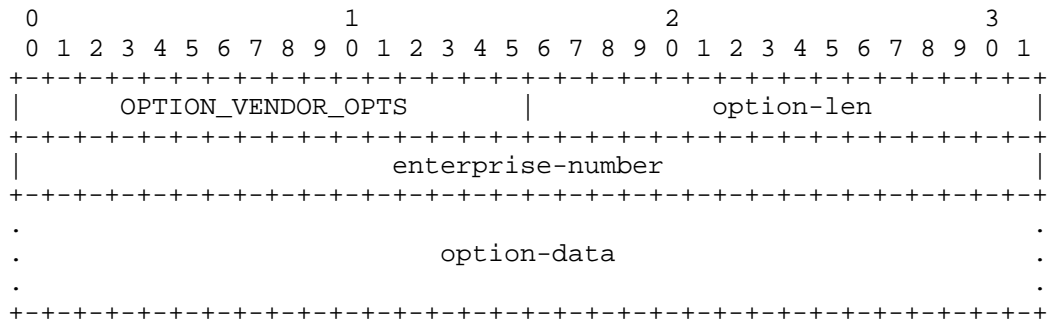 0                   1                   2                   3
 0 1 2 3 4 5 6 7 8 9 0 1 2 3 4 5 6 7 8 9 0 1 2 3 4 5 6 7 8 9 0 1
+-+-+-+-+-+-+-+-+-+-+-+-+-+-+-+-+-+-+-+-+-+-+-+-+-+-+-+-+-+-+-+-+
|      OPTION_VENDOR_OPTS       |           option-len          |
+-+-+-+-+-+-+-+-+-+-+-+-+-+-+-+-+-+-+-+-+-+-+-+-+-+-+-+-+-+-+-+-+
|                       enterprise-number                       |
+-+-+-+-+-+-+-+-+-+-+-+-+-+-+-+-+-+-+-+-+-+-+-+-+-+-+-+-+-+-+-+-+
.                                                               .
.                          option-data                          .
.                                                               .
+-+-+-+-+-+-+-+-+-+-+-+-+-+-+-+-+-+-+-+-+-+-+-+-+-+-+-+-+-+-+-+-+